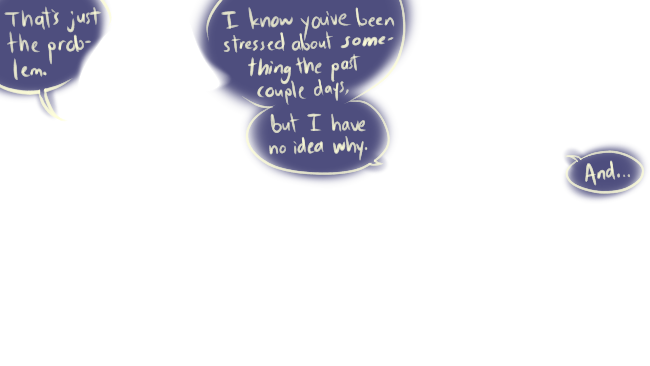 That's just
the prob-
lem.
I know you've been
stressed about some-
thing the past
couple days,
but I have
no idea why.
And...